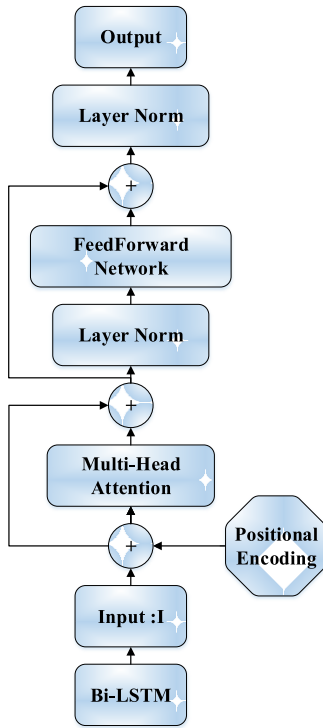 Output
Layer Norm
+
FeedForward
Network
Layer Norm
+
Multi-Head
Attention
+
Positional
Encoding
Input :I
Bi-LSTM